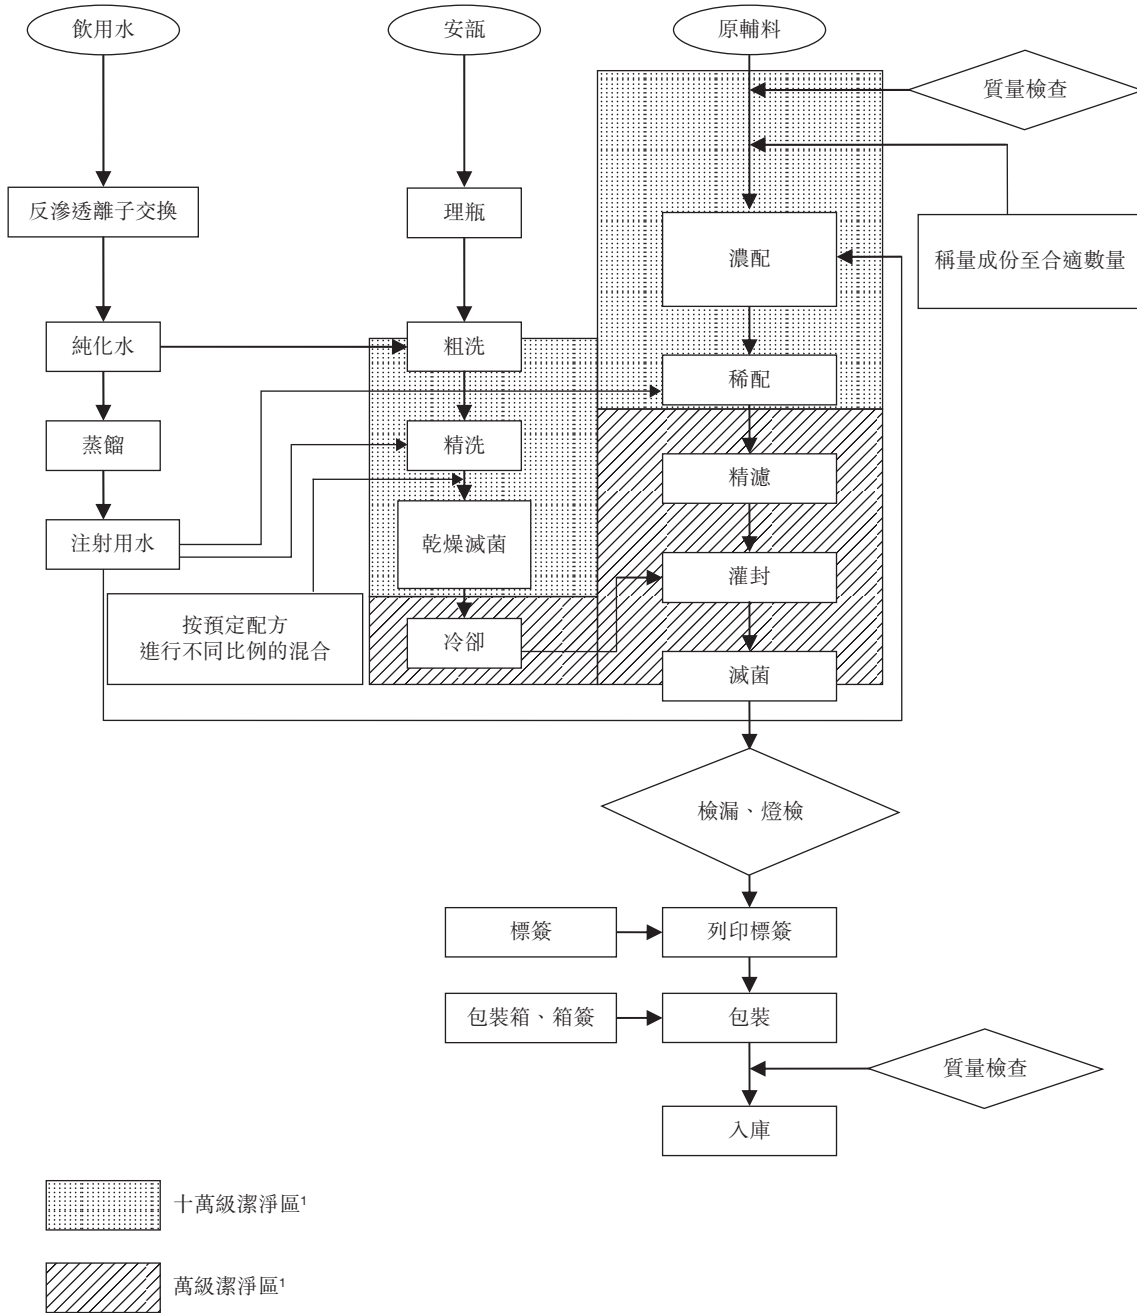 飲用水
安瓿
原輔料
質量檢查
反滲透離子交換
理瓶
濃配
稱量成份至合適數量
純化水
粗洗
稀配
蒸餾
精洗
精濾
注射用水
乾燥滅菌
灌封
按預定配方
進行不同比例的混合
冷卻
滅菌
檢漏、燈檢
標簽
列印標簽
包裝箱、箱簽
包裝
質量檢查
入庫
十萬級潔淨區¹
萬級潔淨區¹